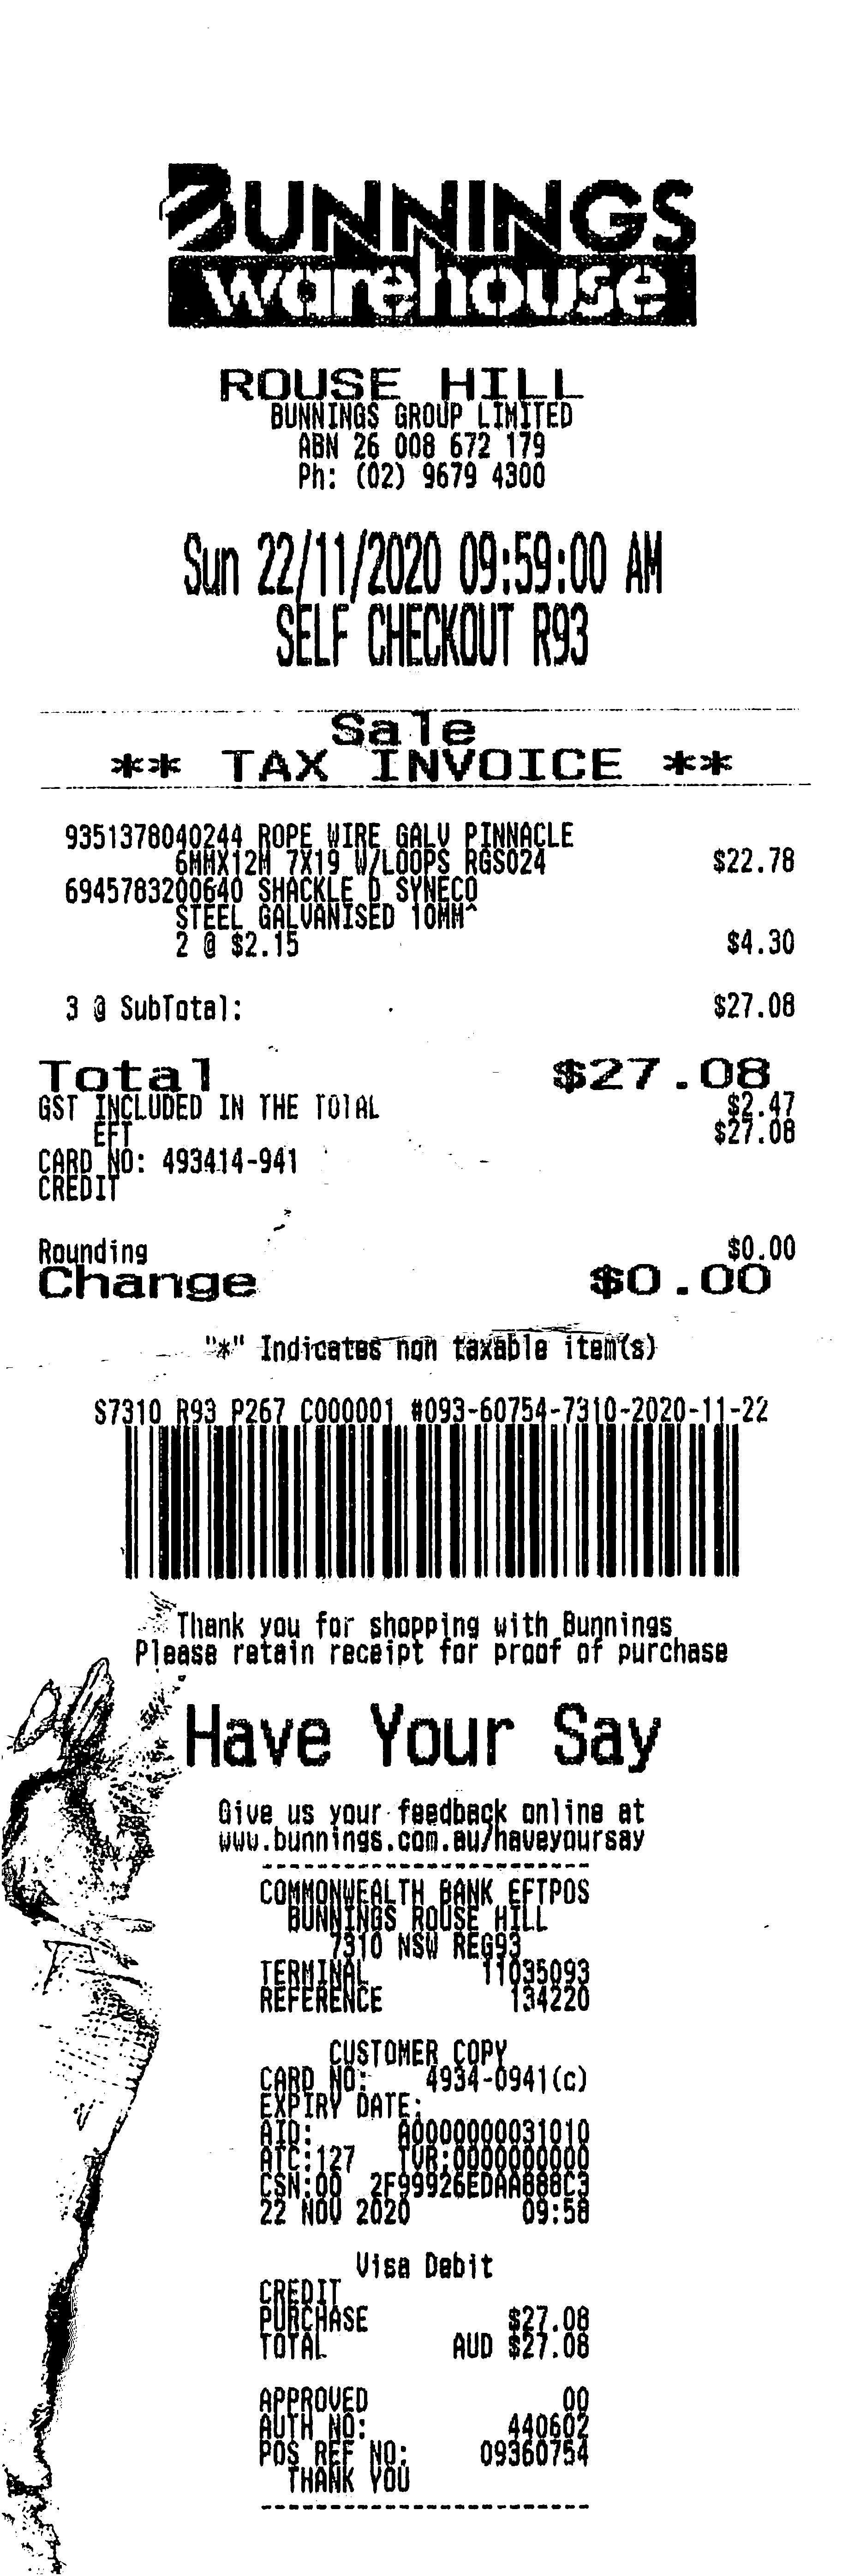 BUNNINGS
warehouse
ROUSE HILL
BUNNINGS GROUP LIMITED
ABN 26 008 672 179
Ph: (02) 9679 4300
Sun 22/11/2020 09:59:00 AM
SELF CHECKOUT R93
Sale
** TAX INVOICE **
9351378040244 ROPE WIRE GALV PINNACLE
6MMX12M 7X19 W/LOOPS RGS024 $22.78
6945783200640 SHACKLE D SYNECO
STEEL GALVANISED 10MM^
2 @ $2.15 $4.30
3 @ SubTotal: $27.08
Total $27.08
GST INCLUDED IN THE TOTAL $2.47
EFT $27.08
CARD NO: 493414-941
CREDIT
Rounding $0.00
Change $0.00
"*" Indicates non taxable item(s)
S7310 R93 P267 C000001 #093-60754-7310-2020-11-22
Thank you for shopping with Bunnings
Please retain receipt for proof of purchase
Have Your Say
Give us your feedback online at
www.bunnings.com.au/haveyoursay
COMMONWEALTH BANK EFTPOS
BUNNINGS ROUSE HILL
7310 NSW REG93
TERMINAL 11035093
REFERENCE 134220
CUSTOMER COPY
CARD NO: 4934-0941(c)
EXPIRY DATE:
AID: A0000000031010
ATC:127 TVR:0000000000
CSN:00 2F99926EDAA888C3
22 NOV 2020 09:58
Visa Debit
CREDIT
PURCHASE $27.08
TOTAL AUD $27.08
APPROVED 00
AUTH NO: 440602
POS REF NO: 09360754
THANK YOU